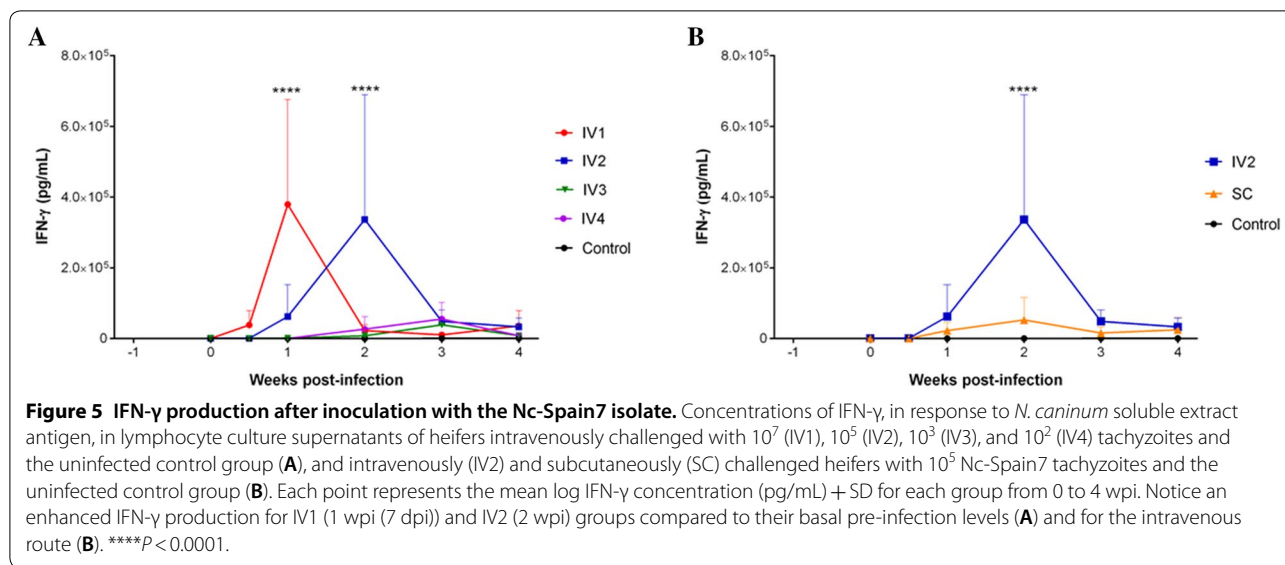 A
8.0×10⁵
6.0×10⁵
4.0×10⁵
2.0×10⁵
0
IFN-γ (pg/mL)
****
****
-1 0 1 2 3 4
Weeks post-infection
IV1
IV2
IV3
IV4
Control
B
8.0×10⁵
6.0×10⁵
4.0×10⁵
2.0×10⁵
0
IFN-γ (pg/mL)
****
-1 0 1 2 3 4
Weeks post-infection
IV2
SC
Control
Figure 5 IFN-γ production after inoculation with the Nc-Spain7 isolate. Concentrations of IFN-γ, in response to N. caninum soluble extract
antigen, in lymphocyte culture supernatants of heifers intravenously challenged with 10⁷ (IV1), 10⁵ (IV2), 10³ (IV3), and 10² (IV4) tachyzoites and
the uninfected control group (A), and intravenously (IV2) and subcutaneously (SC) challenged heifers with 10⁵ Nc-Spain7 tachyzoites and the
uninfected control group (B). Each point represents the mean log IFN-γ concentration (pg/mL) + SD for each group from 0 to 4 wpi. Notice an
enhanced IFN-γ production for IV1 (1 wpi (7 dpi)) and IV2 (2 wpi) groups compared to their basal pre-infection levels (A) and for the intravenous
route (B). ****P < 0.0001.